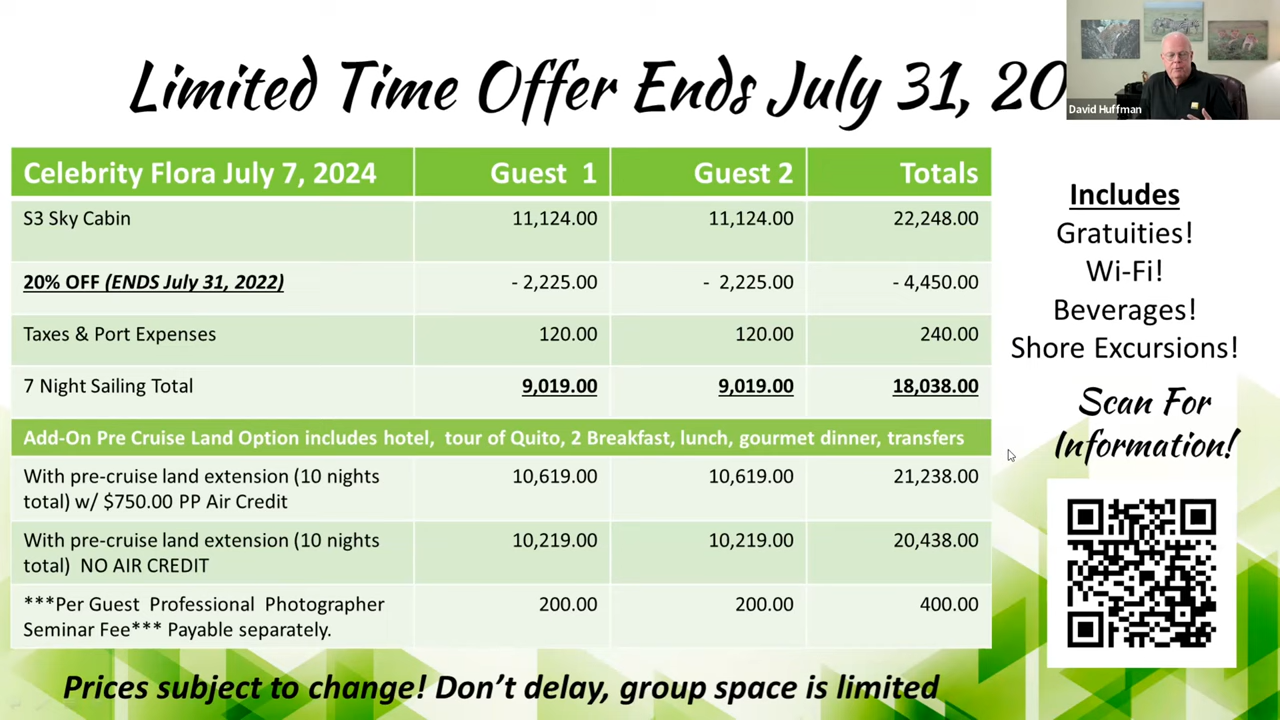 Limited Time Offer Ends July 31, 20
David Huffman
Celebrity Flora July 7, 2024 Guest 1 Guest 2 Totals
S3 Sky Cabin 11,124.00 11,124.00 22,248.00
20% OFF (ENDS July 31, 2022) - 2,225.00 - 2,225.00 - 4,450.00
Taxes & Port Expenses 120.00 120.00 240.00
7 Night Sailing Total 9,019.00 9,019.00 18,038.00
Add-On Pre Cruise Land Option includes hotel, tour of Quito, 2 Breakfast, lunch, gourmet dinner, transfers
With pre-cruise land extension (10 nights
total) w/ $750.00 PP Air Credit
10,619.00 10,619.00 21,238.00
With pre-cruise land extension (10 nights
total) NO AIR CREDIT
10,219.00 10,219.00 20,438.00
***Per Guest Professional Photographer
Seminar Fee*** Payable separately.
200.00 200.00 400.00
Includes
Gratuities!
Wi-Fi!
Beverages!
Shore Excursions!
Scan For
Information!
Prices subject to change! Don't delay, group space is limited